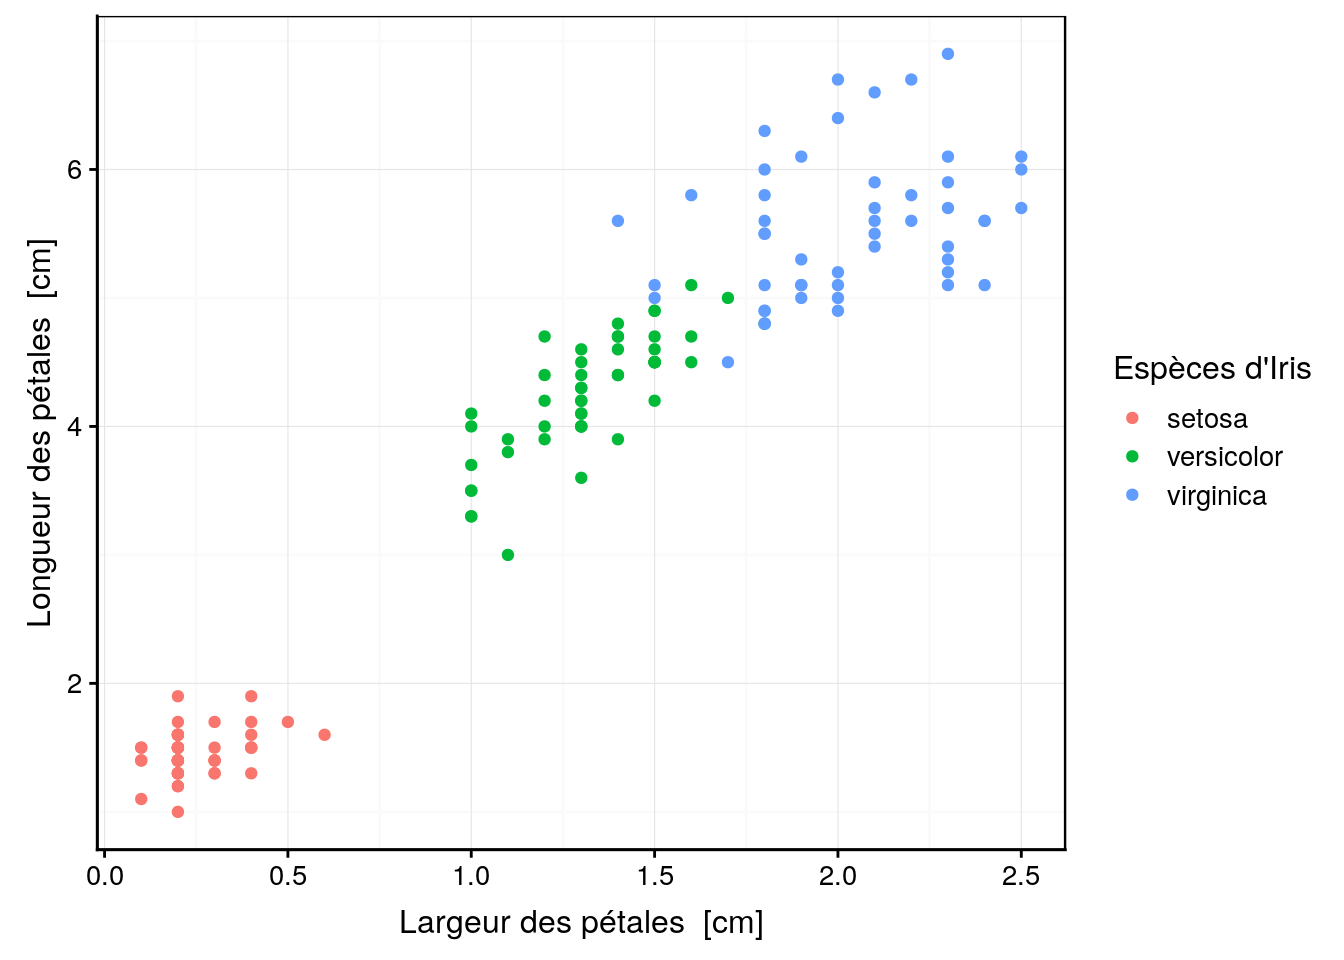 6
4
2
Longueur des pétales  [cm]
0.0 0.5 1.0 1.5 2.0 2.5
Largeur des pétales  [cm]
Espèces d'Iris
setosa
versicolor
virginica